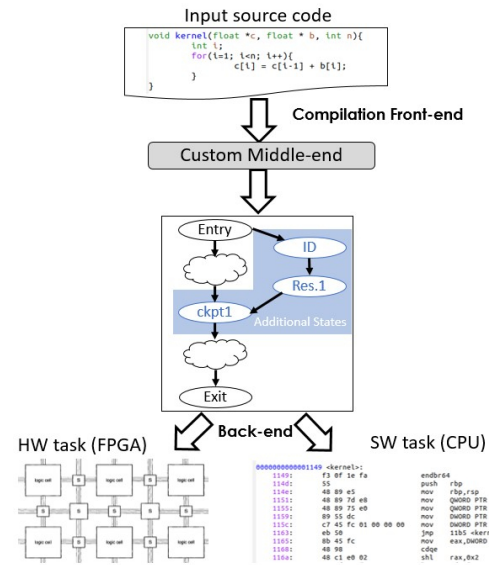 Input source code
void kernel(float *c, float * b, int n){
int i;
for(i=1; i<n; i++){
c[i] = c[i-1] + b[i];
}
}
Compilation Front-end
Custom Middle-end
Entry
ID
Res.1
ckpt1
Additional States
Exit
Back-end
HW task (FPGA)
SW task (CPU)
logic cell S logic cell S logic cell
S S S S S
logic cell S logic cell S logic cell
0000000000001149 <kernel>:
1149: f3 0f 1e fa endbr64
114d: 55 push rbp
114e: 48 89 e5 mov rbp,rsp
1151: 48 89 7d e8 mov QWORD PTR
1155: 48 89 75 e0 mov QWORD PTR
1159: 89 55 dc mov DWORD PTR
115c: c7 45 fc 01 00 00 00 mov DWORD PTR
1163: eb 50 jmp 11b5 <kern
1165: 8b 45 fc mov eax,DWORD
1168: 48 98 cdqe
116a: 48 c1 e0 02 shl rax,0x2